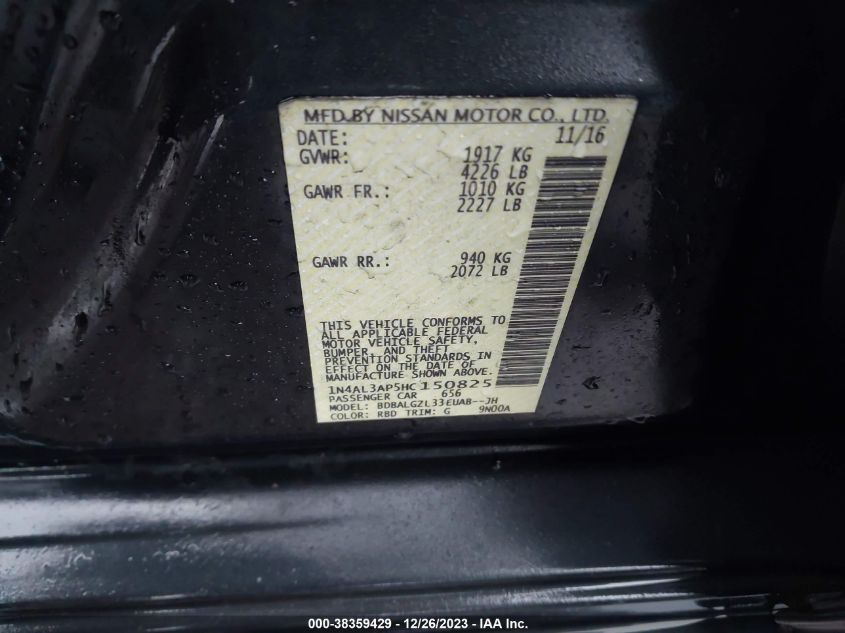 MFD.BY NISSAN MOTOR CO., LTD.
DATE: 11/16
GVWR: 1917 KG
4226 LB
GAWR FR.: 1010 KG
2227 LB
GAWR RR.: 940 KG
2072 LB
THIS VEHICLE CONFORMS TO
ALL APPLICABLE FEDERAL
MOTOR VEHICLE SAFETY,
BUMPER, AND THEFT
PREVENTION STANDARDS IN
EFFECT ON THE DATE OF
MANUFACTURE SHOWN ABOVE.
1N4AL3AP5HC150825
PASSENGER CAR 656
MODEL: BDBALGZL33EUAB--JH
COLOR: RBD TRIM: G 9N00A
000-38359429 - 12/26/2023 - IAA Inc.